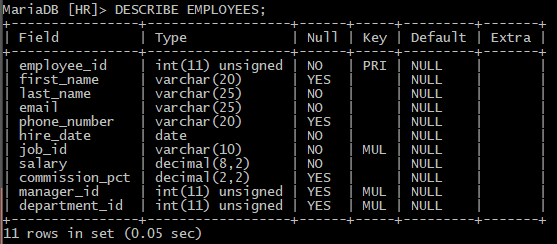 MariaDB [HR]> DESCRIBE EMPLOYEES;
+----------------+------------------+------+-----+---------+-------+
| Field          | Type             | Null | Key | Default | Extra |
+----------------+------------------+------+-----+---------+-------+
| employee_id    | int(11) unsigned | NO   | PRI | NULL    |       |
| first_name     | varchar(20)      | YES  |     | NULL    |       |
| last_name      | varchar(25)      | NO   |     | NULL    |       |
| email          | varchar(25)      | NO   |     | NULL    |       |
| phone_number   | varchar(20)      | YES  |     | NULL    |       |
| hire_date      | date             | NO   |     | NULL    |       |
| job_id         | varchar(10)      | NO   | MUL | NULL    |       |
| salary         | decimal(8,2)     | NO   |     | NULL    |       |
| commission_pct | decimal(2,2)     | YES  |     | NULL    |       |
| manager_id     | int(11) unsigned | YES  | MUL | NULL    |       |
| department_id  | int(11) unsigned | YES  | MUL | NULL    |       |
+----------------+------------------+------+-----+---------+-------+
11 rows in set (0.05 sec)